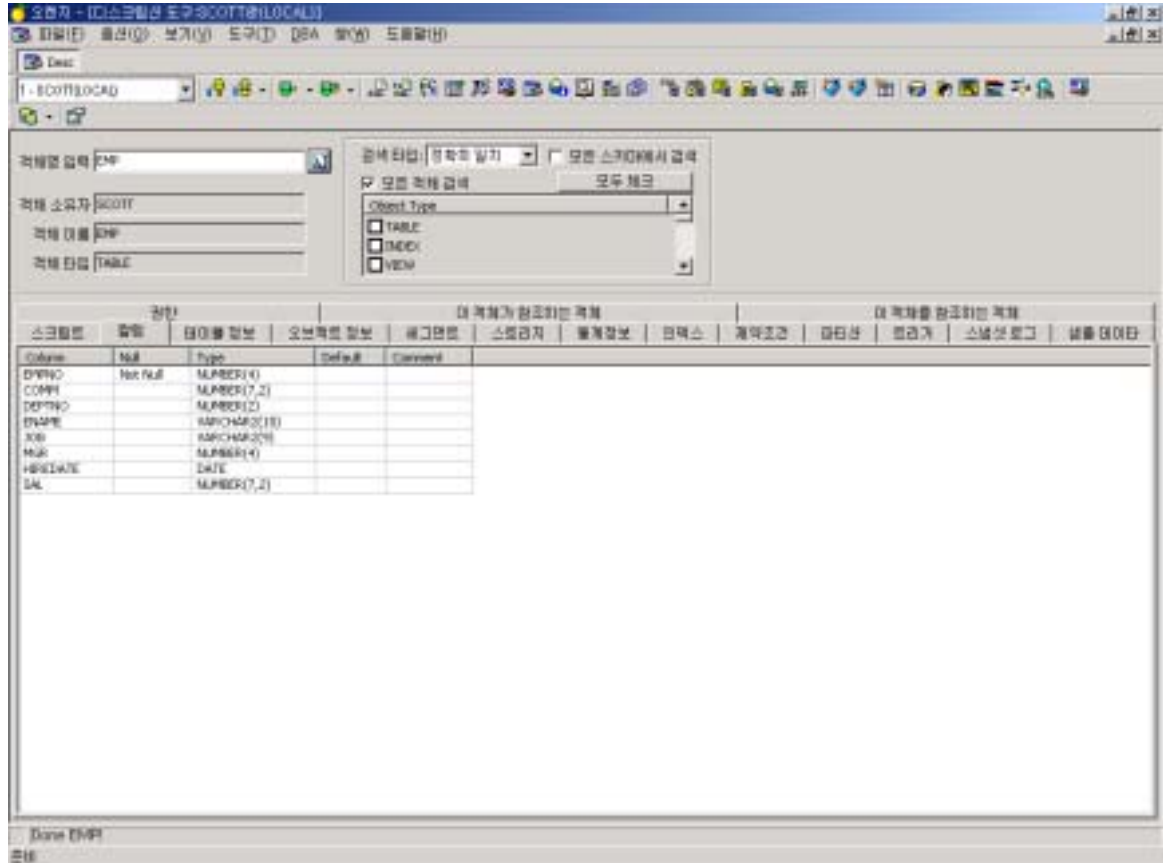 오렌지 - [디스크립션 도구:SCOTT@(LOCAL)]
파일(F) 옵션(O) 보기(V) 도구(T) DBA 창(W) 도움말(H)
Desc
1 - SCOTT(LOCAL)
객체명 입력 EMP
검색 타입: 정확히 일치 모든 스키마에서 검색
모든 객체 검색 모두 체크
객체 소유자 SCOTT
Object Type
객체 이름 EMP
TABLE
INDEX
객체 타입 TABLE
VIEW
권한 이 객체가 참조하는 객체 이 객체를 참조하는 객체
스크립트 컬럼 테이블 정보 오브젝트 정보 세그먼트 스토리지 통계정보 인덱스 제약조건 파티션 트리거 스냅샷 로그 샘플 데이타
Column Null Type Default Comment
EMPNO Not Null NUMBER(4)
COMM NUMBER(7,2)
DEPTNO NUMBER(2)
ENAME VARCHAR2(10)
JOB VARCHAR2(9)
MGR NUMBER(4)
HIREDATE DATE
SAL NUMBER(7,2)
Done EMP!
준비